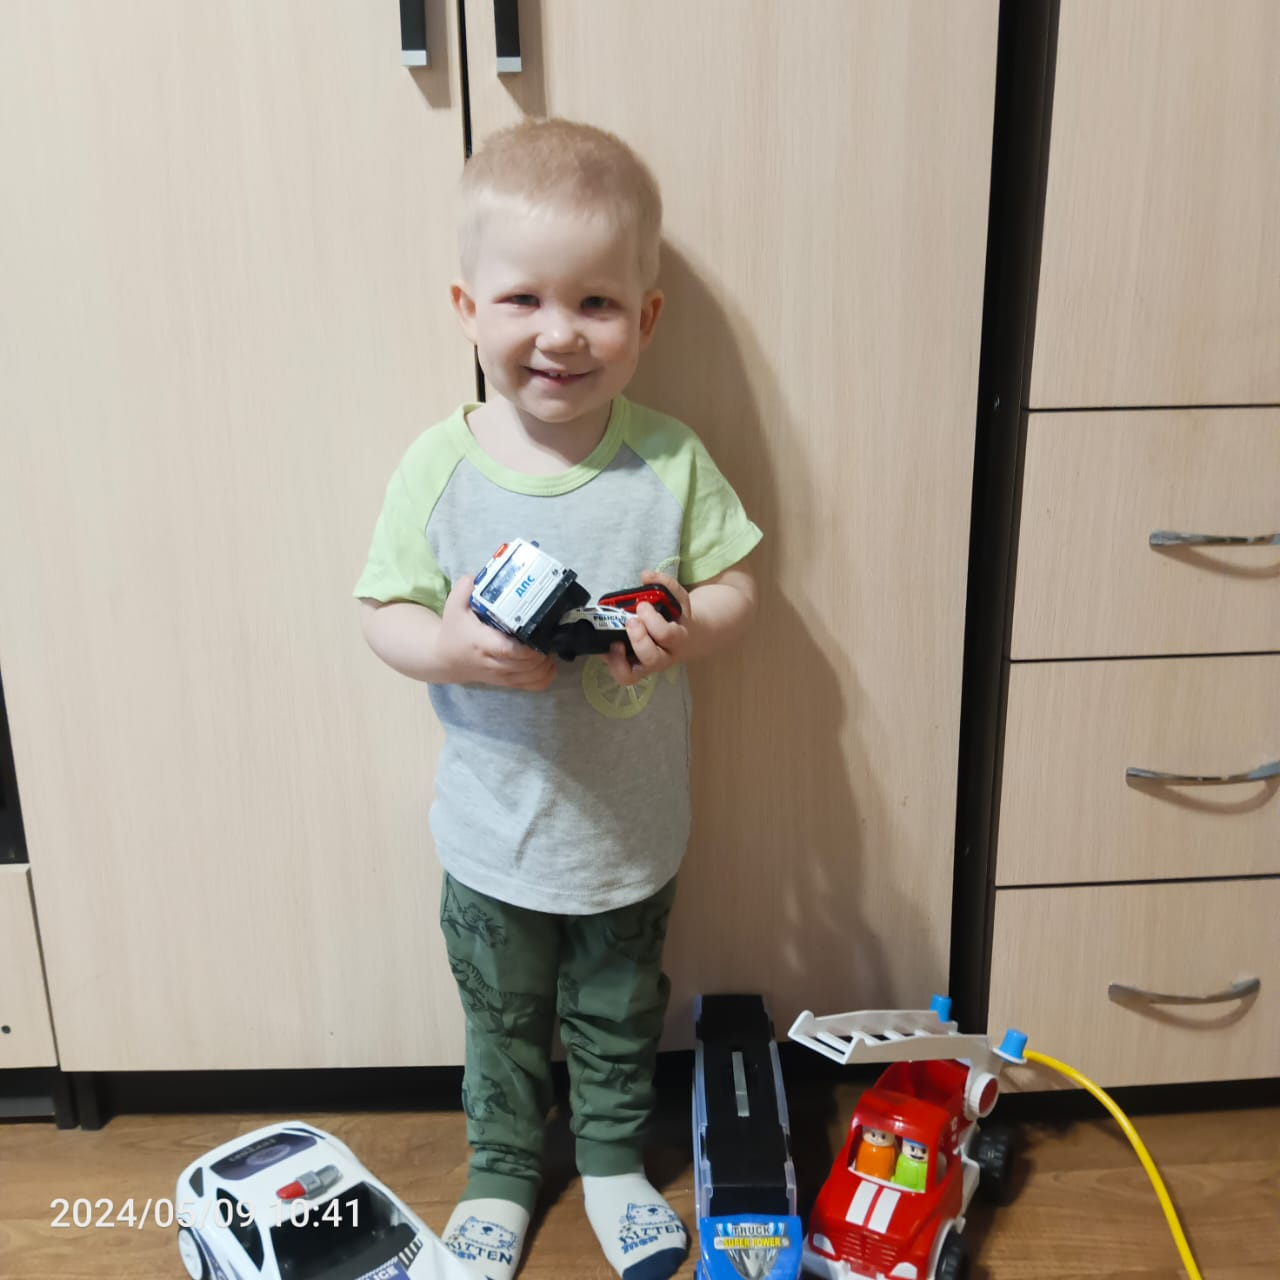 ДПС
POLICE
2024/05/09 10:41
KITTEN
KITTEN
TRUCK
SUPER POWER
POLICE